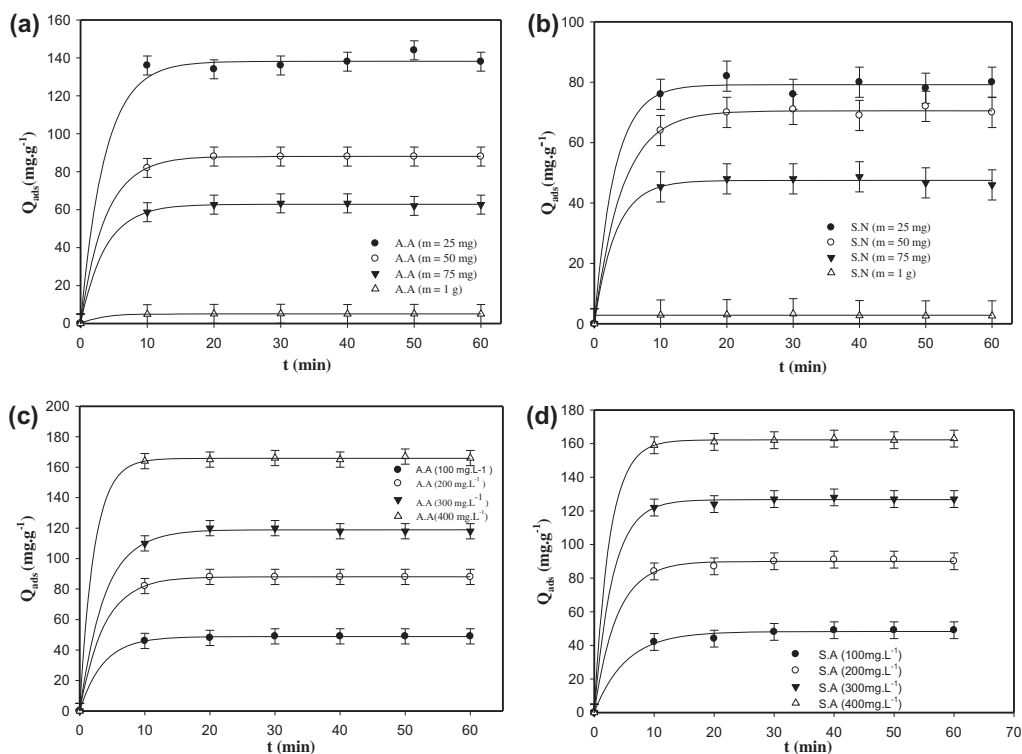 (a)
160
140
120
100
80
60
40
20
0
Q_ads (mg.g⁻¹)
A.A (m = 25 mg)
A.A (m = 50 mg)
A.A (m = 75 mg)
A.A (m = 1 g)
0 10 20 30 40 50 60
t (min)
(b)
100
80
60
40
20
0
Q_ads (mg.g⁻¹)
S.N (m = 25 mg)
S.N (m = 50 mg)
S.N (m = 75 mg)
S.N (m = 1 g)
0 10 20 30 40 50 60
t (min)
(c)
200
180
160
140
120
100
80
60
40
20
0
Q_ads (mg.g⁻¹)
A.A (100 mg.L-1 )
A.A (200 mg.L⁻¹)
A.A (300 mg.L⁻¹)
A.A(400 mg.L⁻¹)
0 10 20 30 40 50 60
t (min)
(d)
180
160
140
120
100
80
60
40
20
0
Q_ads (mg.g⁻¹)
S.A (100mg.L⁻¹)
S.A (200mg.L⁻¹)
S.A (300mg.L⁻¹)
S.A (400mg.L⁻¹)
0 10 20 30 40 50 60 70
t (min)